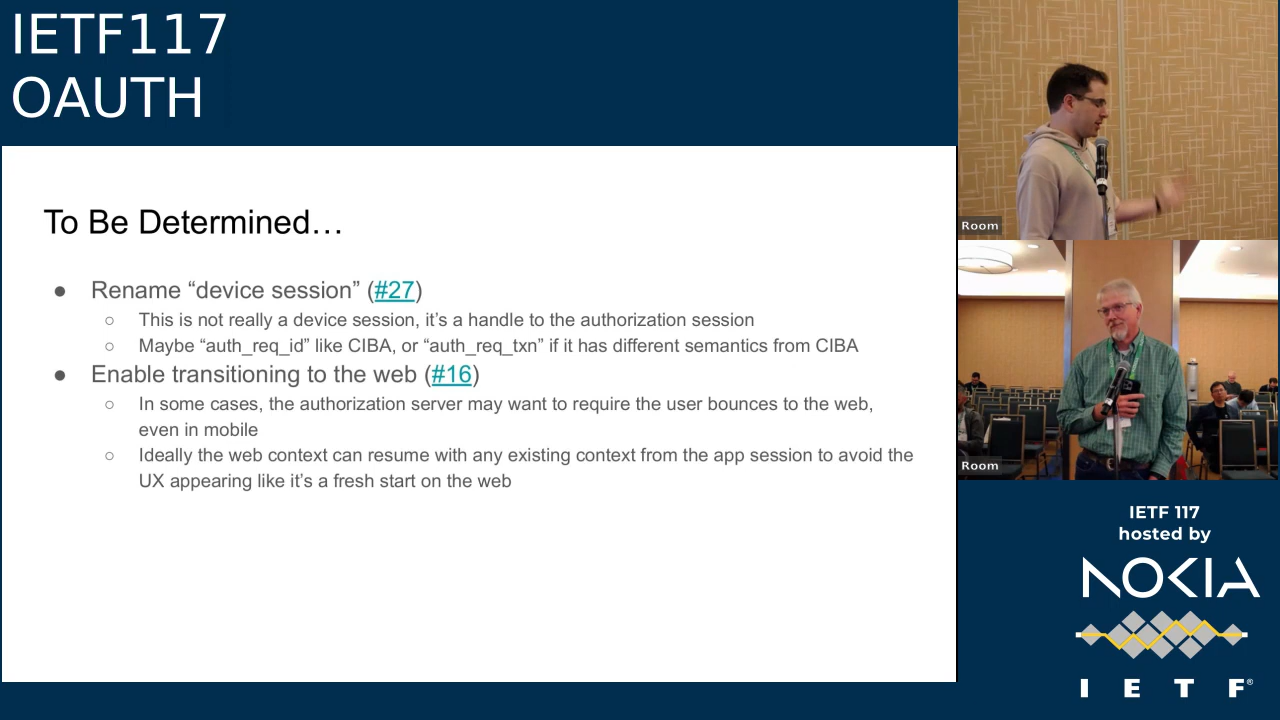 IETF117
OAUTH
To Be Determined…
● Rename “device session” (#27)
○ This is not really a device session, it’s a handle to the authorization session
○ Maybe “auth_req_id” like CIBA, or “auth_req_txn” if it has different semantics from CIBA
● Enable transitioning to the web (#16)
○ In some cases, the authorization server may want to require the user bounces to the web,
even in mobile
○ Ideally the web context can resume with any existing context from the app session to avoid the
UX appearing like it’s a fresh start on the web
Room
Room
IETF 117
hosted by
NOKIA
IETF®